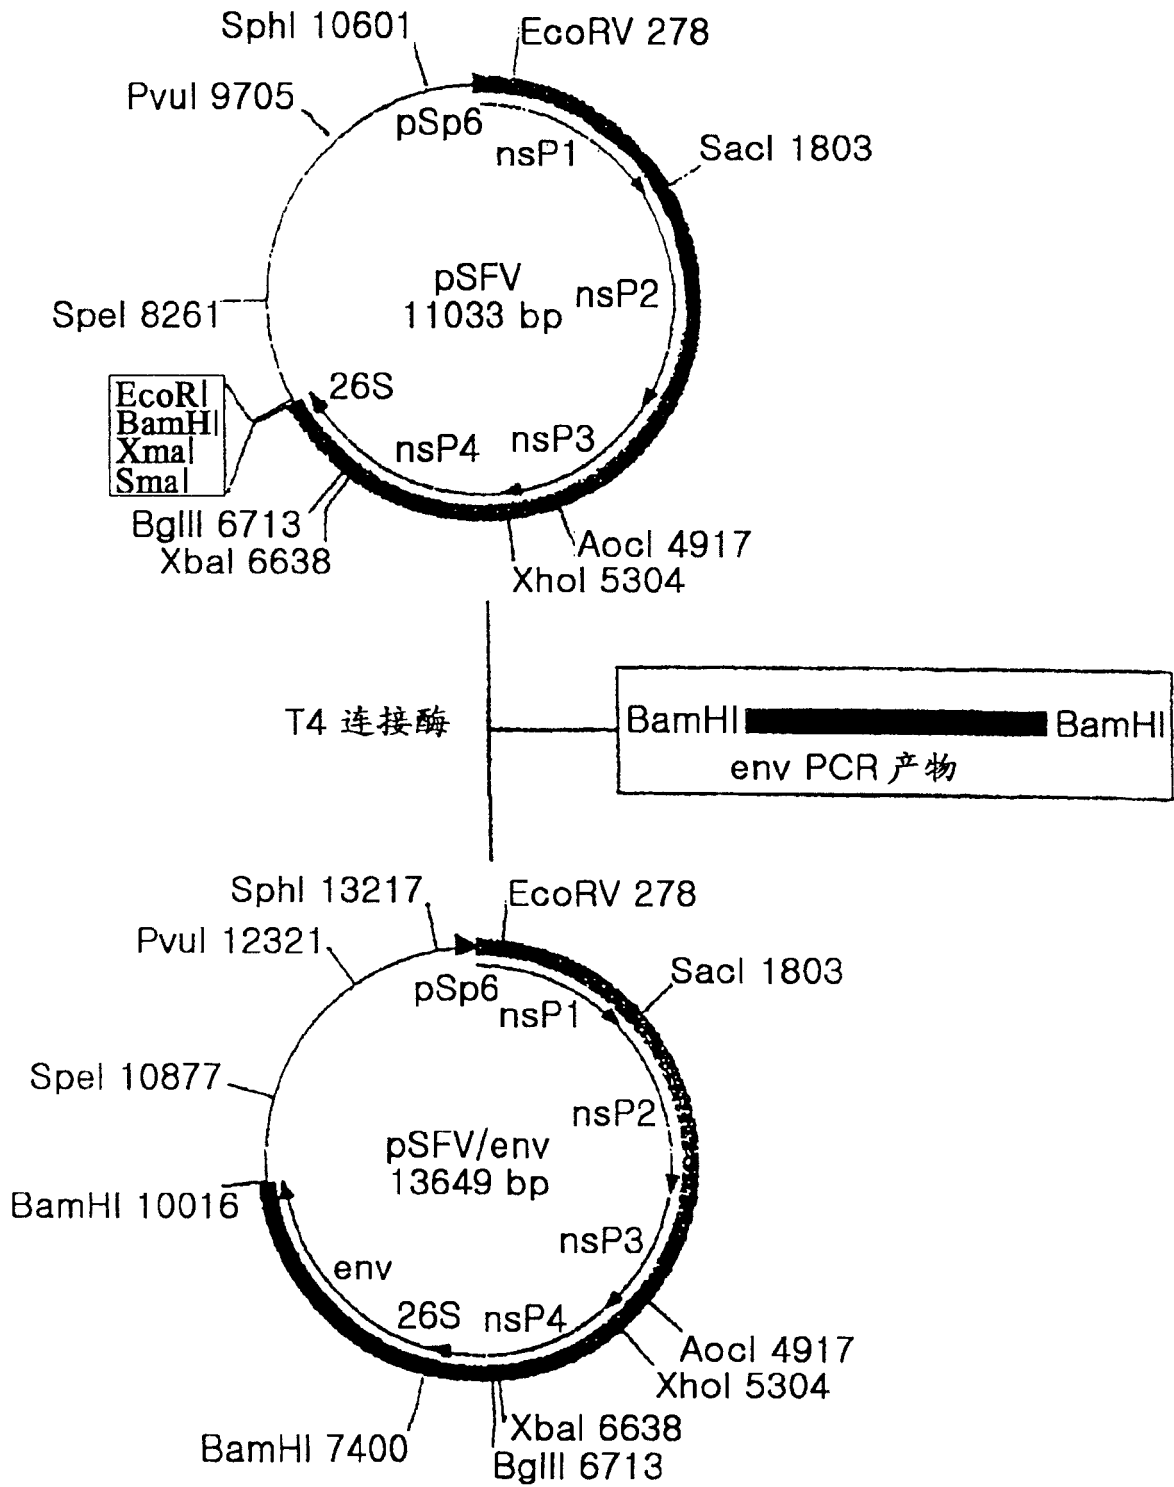 SphI 10601
EcoRV 278
PvuI 9705
pSp6
nsP1
SacI 1803
pSFV
11033 bp
nsP2
SpeI 8261
EcoRI
BamHI
XmaI
SmaI
26S
nsP4
nsP3
BglII 6713
XbaI 6638
AocI 4917
XhoI 5304
T4 连接酶
BamHI
BamHI
env PCR 产物
SphI 13217
EcoRV 278
PvuI 12321
pSp6
nsP1
SacI 1803
SpeI 10877
nsP2
pSFV/env
13649 bp
BamHI 10016
nsP3
env
26S
nsP4
AocI 4917
XhoI 5304
BamHI 7400
XbaI 6638
BglII 6713